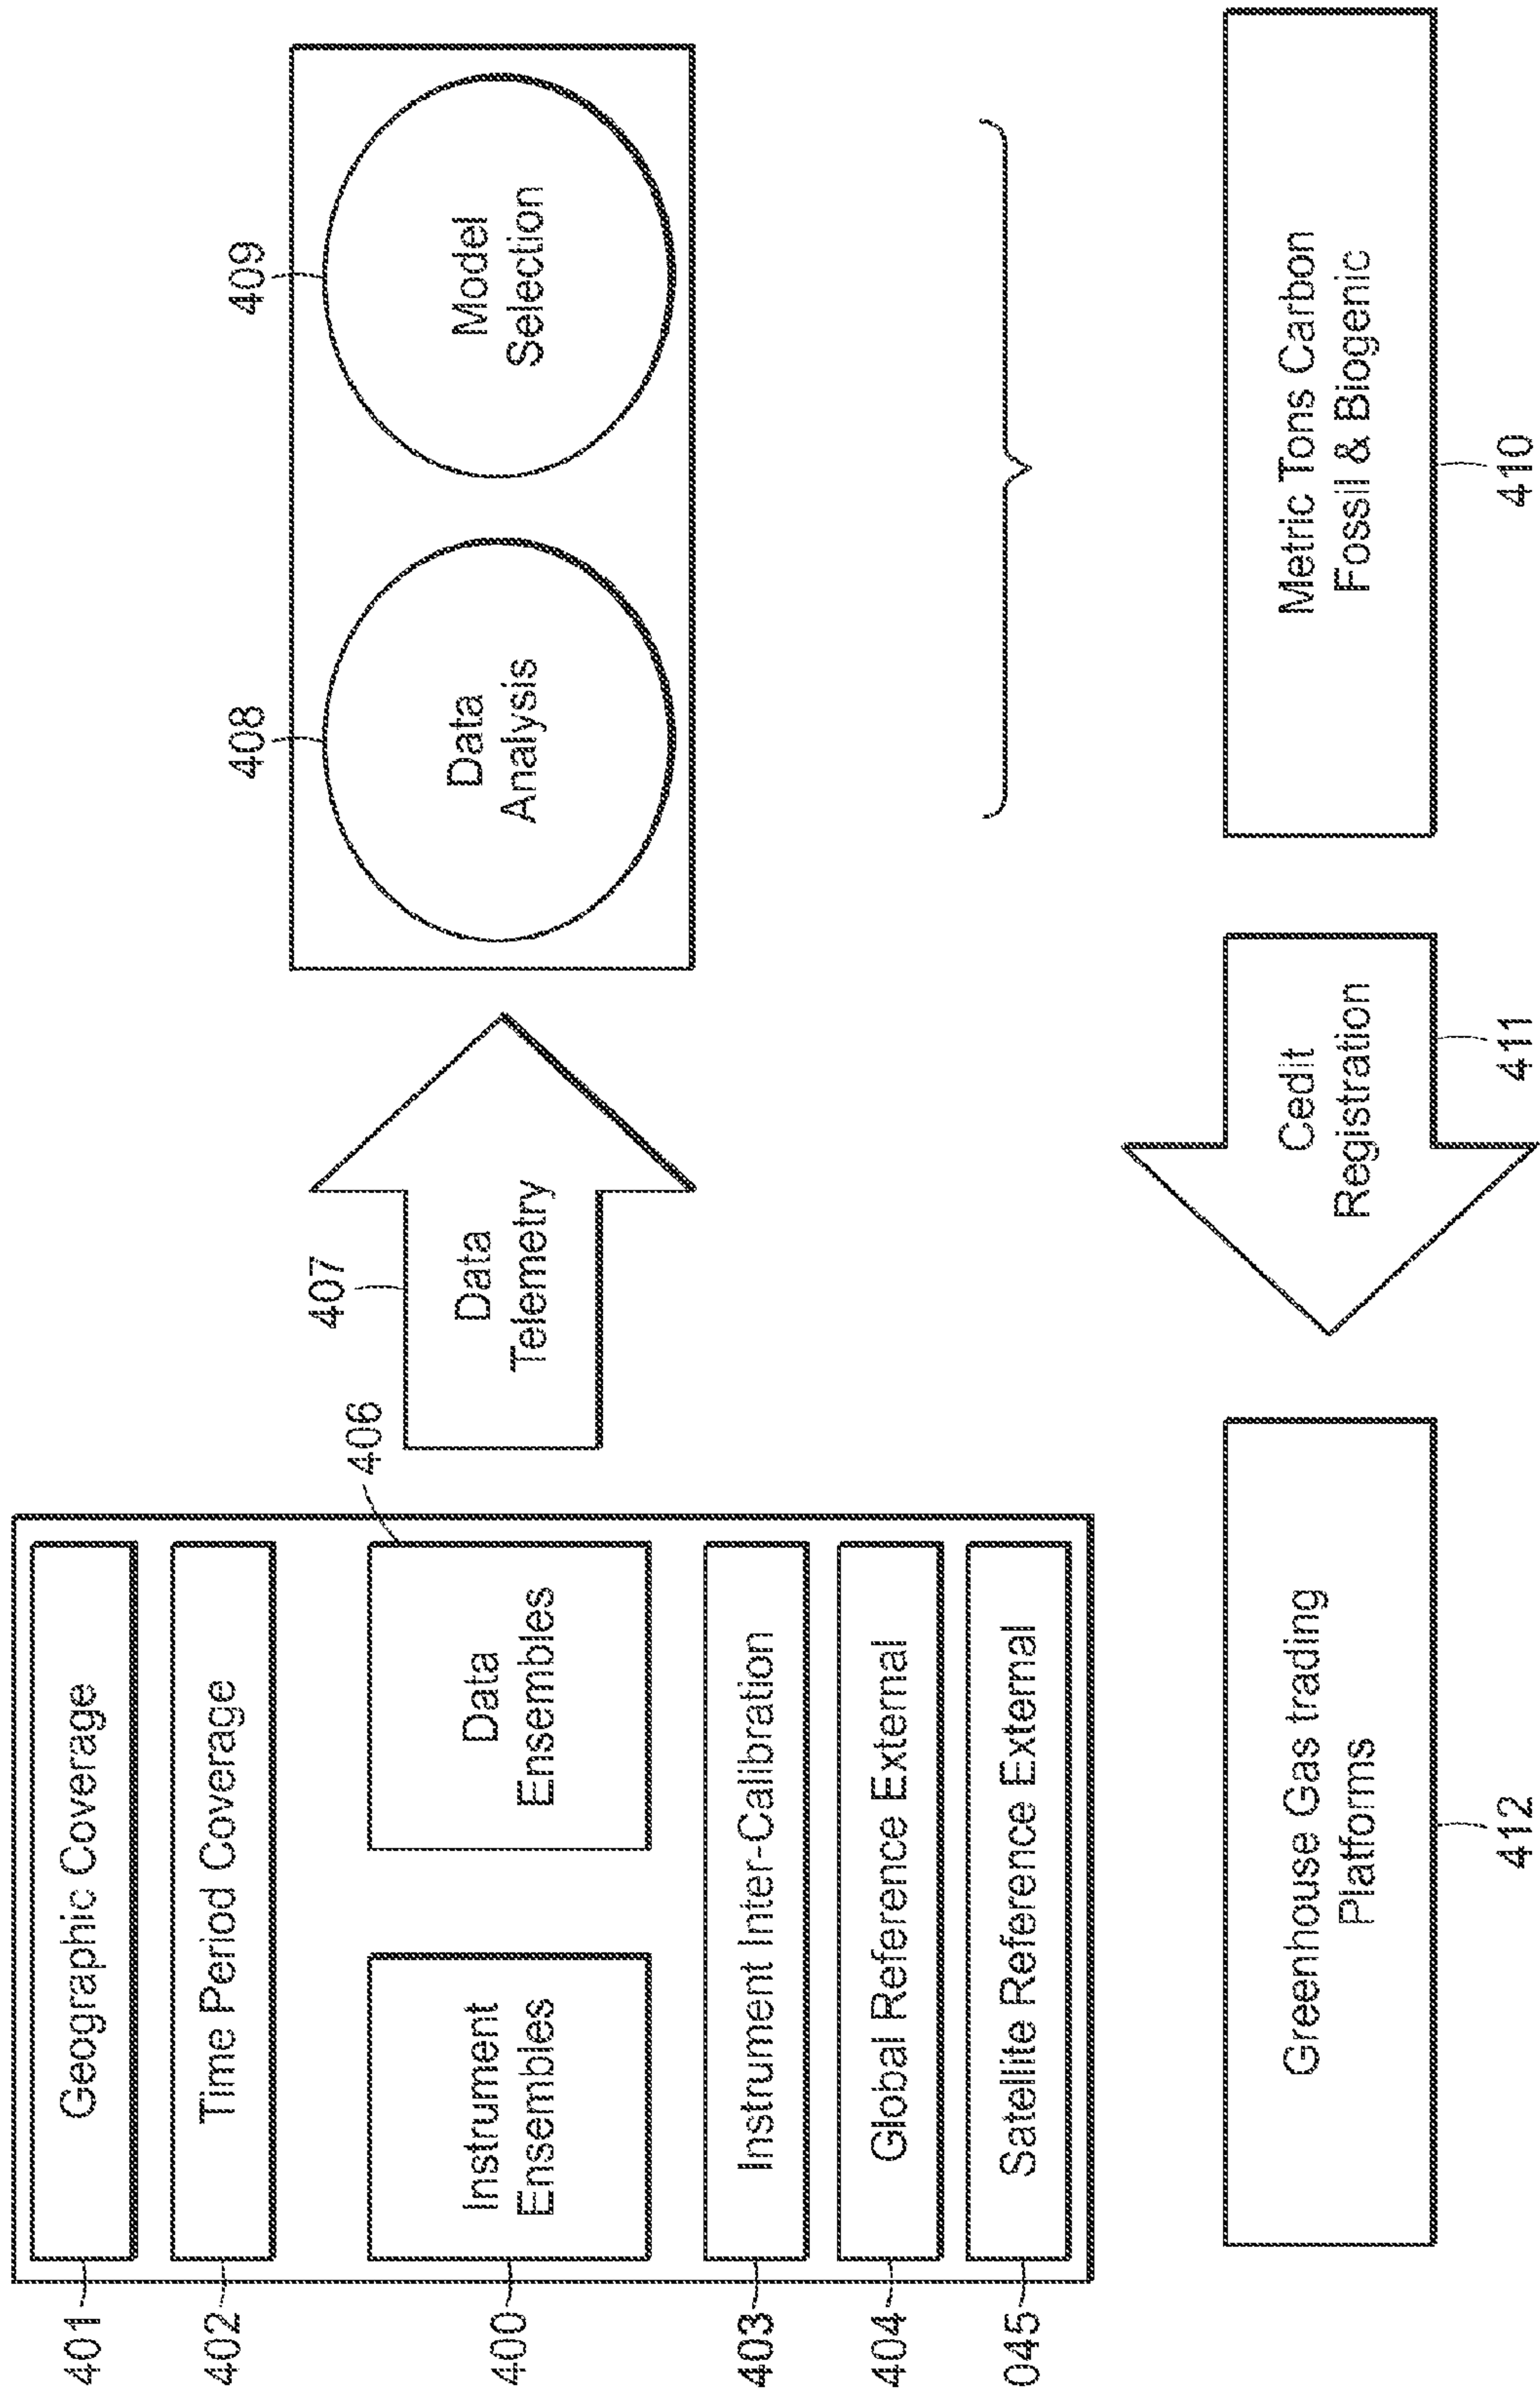 401
Geographic Coverage
402
Time Period Coverage
400
Instrument
Ensembles
406
Data
Ensembles
403
Instrument Inter-Calibration
404
Global Reference External
045
Satellite Reference External
407
Data
Telemetry
408
Data
Analysis
409
Model
Selection
Greenhouse Gas trading
Platforms
412
Cedit
Registration
411
Metric Tons Carbon
Fossil & Biogenic
410